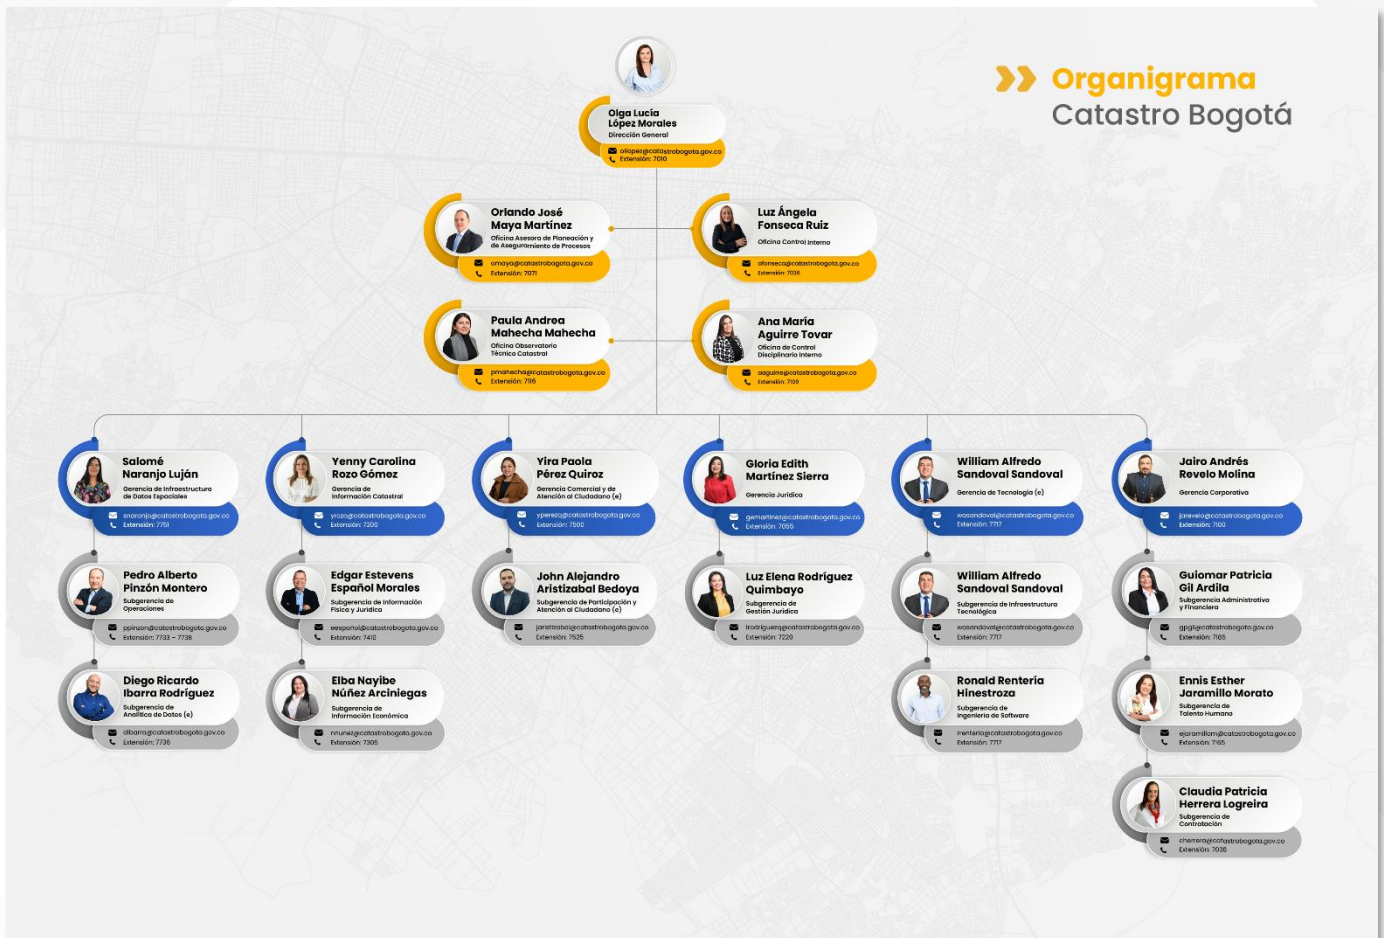 Organigrama
Catastro Bogotá
Olga Lucía
López Morales
Dirección General
ollopez@catastrobogota.gov.co
Extensión: 7010
Orlando José
Maya Martínez
Oficina Asesora de Planeación y
de Aseguramiento de Procesos
omaya@catastrobogota.gov.co
Extensión: 7071
Luz Ángela
Fonseca Ruiz
Oficina Control Interno
afonseca@catastrobogota.gov.co
Extensión: 7036
Paula Andrea
Mahecha Mahecha
Oficina Observatorio
Técnico Catastral
pmahecha@catastrobogota.gov.co
Extensión: 7116
Ana María
Aguirre Tovar
Oficina de Control
Disciplinario Interno
aaguirre@catastrobogota.gov.co
Extensión: 7139
Salomé
Naranjo Luján
Gerencia de Infraestructura
de Datos Espaciales
snaranjo@catastrobogota.gov.co
Extensión: 7751
Yenny Carolina
Rozo Gómez
Gerencia de
Información Catastral
yrozo@catastrobogota.gov.co
Extensión: 7200
Yira Paola
Pérez Quiroz
Gerencia Comercial y de
Atención al Ciudadano (e)
yperezq@catastrobogota.gov.co
Extensión: 7500
Gloria Edith
Martínez Sierra
Gerencia Jurídica
gemartinez@catastrobogota.gov.co
Extensión: 7055
William Alfredo
Sandoval Sandoval
Gerencia de Tecnología (e)
wasandoval@catastrobogota.gov.co
Extensión: 7717
Jairo Andrés
Revelo Molina
Gerencia Corporativa
jarevelo@catastrobogota.gov.co
Extensión: 7100
Pedro Alberto
Pinzón Montero
Subgerencia de
Operaciones
ppinzon@catastrobogota.gov.co
Extensión: 7733 – 7738
Edgar Estevens
Español Morales
Subgerencia de Información
Física y Jurídica
eespanol@catastrobogota.gov.co
Extensión: 7410
John Alejandro
Aristizabal Bedoya
Subgerencia de Participación y
Atención al Ciudadano (e)
Extensión: 7525
Luz Elena Rodríguez
Quimbayo
Subgerencia de
Gestión Jurídica
lrodriguezq@catastrobogota.gov.co
Extensión: 7220
William Alfredo
Sandoval Sandoval
Subgerencia de Infraestructura
Tecnológica
wasandoval@catastrobogota.gov.co
Extensión: 7717
Guiomar Patricia
Gil Ardila
Subgerencia Administrativa
y Financiera
gpgil@catastrobogota.gov.co
Extensión: 7185
Diego Ricardo
Ibarra Rodríguez
Subgerencia de
Analítica de Datos (e)
dibarra@catastrobogota.gov.co
Extensión: 7736
Elba Nayibe
Núñez Arciniegas
Subgerencia de
Información Económica
nnunez@catastrobogota.gov.co
Extensión: 7305
Ronald Rentería
Hinestroza
Subgerencia de
Ingeniería de Software
rrenteria@catastrobogota.gov.co
Extensión: 7717
Ennis Esther
Jaramillo Morato
Subgerencia de
Talento Humano
ejaramillom@catastrobogota.gov.co
Extensión: 7165
Claudia Patricia
Herrera Logreira
Subgerencia de
Contratación
cherrera@catastrobogota.gov.co
Extensión: 7036